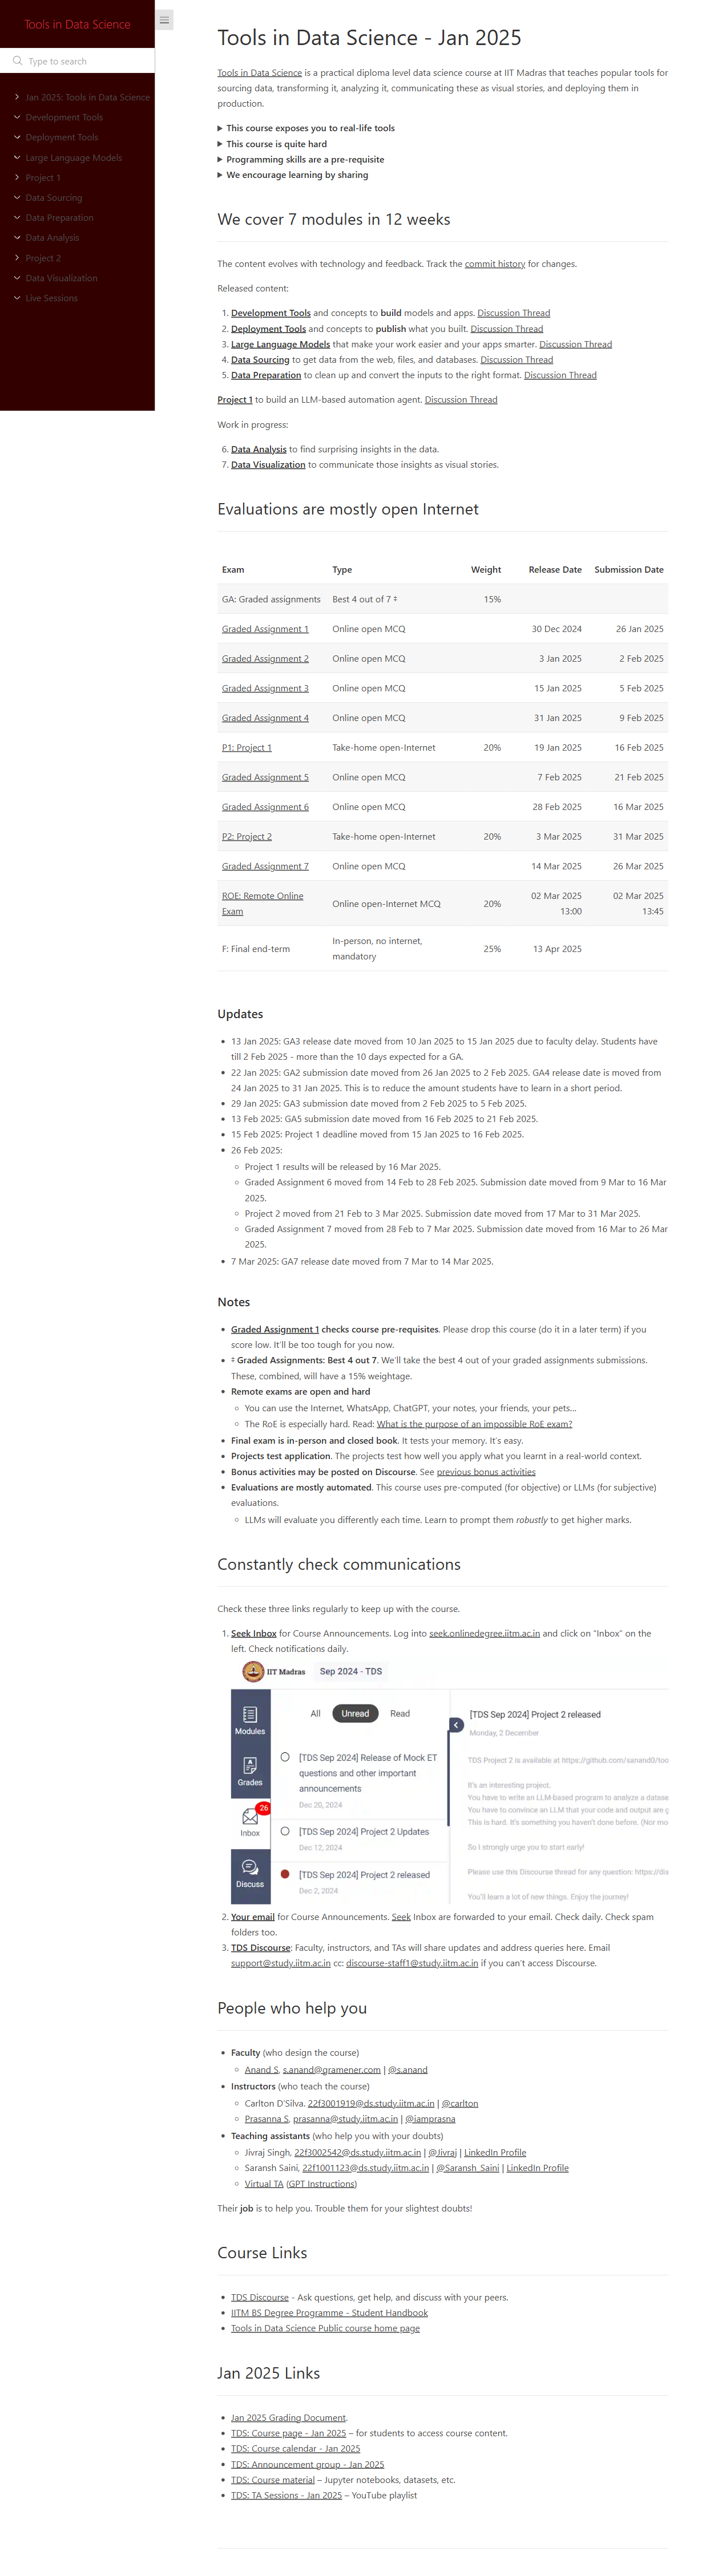 Tools in Data Science
Type to search
Jan 2025: Tools in Data Science
Development Tools
Deployment Tools
Large Language Models
Project 1
Data Sourcing
Data Preparation
Data Analysis
Project 2
Data Visualization
Live Sessions
Tools in Data Science - Jan 2025
Tools in Data Science is a practical diploma level data science course at IIT Madras that teaches popular tools for
sourcing data, transforming it, analyzing it, communicating these as visual stories, and deploying them in
production.
This course exposes you to real-life tools
This course is quite hard
Programming skills are a pre-requisite
We encourage learning by sharing
We cover 7 modules in 12 weeks
The content evolves with technology and feedback. Track the commit history for changes.
Released content:
1. Development Tools and concepts to build models and apps. Discussion Thread
2. Deployment Tools and concepts to publish what you built. Discussion Thread
3. Large Language Models that make your work easier and your apps smarter. Discussion Thread
4. Data Sourcing to get data from the web, files, and databases. Discussion Thread
5. Data Preparation to clean up and convert the inputs to the right format. Discussion Thread
Project 1 to build an LLM-based automation agent. Discussion Thread
Work in progress:
6. Data Analysis to find surprising insights in the data.
7. Data Visualization to communicate those insights as visual stories.
Evaluations are mostly open Internet
Exam Type Weight Release Date Submission Date
GA: Graded assignments Best 4 out of 7 ⨧ 15%
Graded Assignment 1 Online open MCQ 30 Dec 2024 26 Jan 2025
Graded Assignment 2 Online open MCQ 3 Jan 2025 2 Feb 2025
Graded Assignment 3 Online open MCQ 15 Jan 2025 5 Feb 2025
Graded Assignment 4 Online open MCQ 31 Jan 2025 9 Feb 2025
P1: Project 1 Take-home open-Internet 20% 19 Jan 2025 16 Feb 2025
Graded Assignment 5 Online open MCQ 7 Feb 2025 21 Feb 2025
Graded Assignment 6 Online open MCQ 28 Feb 2025 16 Mar 2025
P2: Project 2 Take-home open-Internet 20% 3 Mar 2025 31 Mar 2025
Graded Assignment 7 Online open MCQ 14 Mar 2025 26 Mar 2025
ROE: Remote Online Exam Online open-Internet MCQ 20% 02 Mar 2025 13:00 02 Mar 2025 13:45
F: Final end-term In-person, no internet, mandatory 25% 13 Apr 2025
Updates
13 Jan 2025: GA3 release date moved from 10 Jan 2025 to 15 Jan 2025 due to faculty delay. Students have
till 2 Feb 2025 - more than the 10 days expected for a GA.
22 Jan 2025: GA2 submission date moved from 26 Jan 2025 to 2 Feb 2025. GA4 release date is moved from
24 Jan 2025 to 31 Jan 2025. This is to reduce the amount students have to learn in a short period.
29 Jan 2025: GA3 submission date moved from 2 Feb 2025 to 5 Feb 2025.
13 Feb 2025: GA5 submission date moved from 16 Feb 2025 to 21 Feb 2025.
15 Feb 2025: Project 1 deadline moved from 15 Jan 2025 to 16 Feb 2025.
26 Feb 2025:
Project 1 results will be released by 16 Mar 2025.
Graded Assignment 6 moved from 14 Feb to 28 Feb 2025. Submission date moved from 9 Mar to 16 Mar
2025.
Project 2 moved from 21 Feb to 3 Mar 2025. Submission date moved from 17 Mar to 31 Mar 2025.
Graded Assignment 7 moved from 28 Feb to 7 Mar 2025. Submission date moved from 16 Mar to 26 Mar
2025.
7 Mar 2025: GA7 release date moved from 7 Mar to 14 Mar 2025.
Notes
Graded Assignment 1 checks course pre-requisites. Please drop this course (do it in a later term) if you
score low. It'll be too tough for you now.
⨧ Graded Assignments: Best 4 out 7. We'll take the best 4 out of your graded assignments submissions.
These, combined, will have a 15% weightage.
Remote exams are open and hard
You can use the Internet, WhatsApp, ChatGPT, your notes, your friends, your pets...
The RoE is especially hard. Read: What is the purpose of an impossible RoE exam?
Final exam is in-person and closed book. It tests your memory. It's easy.
Projects test application. The projects test how well you apply what you learnt in a real-world context.
Bonus activities may be posted on Discourse. See previous bonus activities
Evaluations are mostly automated. This course uses pre-computed (for objective) or LLMs (for subjective)
evaluations.
LLMs will evaluate you differently each time. Learn to prompt them robustly to get higher marks.
Constantly check communications
Check these three links regularly to keep up with the course.
1. Seek Inbox for Course Announcements. Log into seek.onlinedegree.iitm.ac.in and click on "Inbox" on the
left. Check notifications daily.
IIT Madras Sep 2024 - TDS
Modules
Grades
26
Inbox
Discuss
All Unread Read
[TDS Sep 2024] Release of Mock ET
questions and other important
announcements
Dec 20, 2024
[TDS Sep 2024] Project 2 Updates
Dec 12, 2024
[TDS Sep 2024] Project 2 released
Dec 2, 2024
[TDS Sep 2024] Project 2 released
Monday, 2 December
TDS Project 2 is available at https://github.com/sanand0/too
It's an interesting project.
You have to write an LLM-based program to analyze a datase
You have to convince an LLM that your code and output are g
This is hard. It's something you haven't done before. (Nor mo
So I strongly urge you to start early!
Please use this Discourse thread for any question: https://dis
You'll learn a lot of new things. Enjoy the journey!
2. Your email for Course Announcements. Seek Inbox are forwarded to your email. Check daily. Check spam
folders too.
3. TDS Discourse: Faculty, instructors, and TAs will share updates and address queries here. Email
support@study.iitm.ac.in cc: discourse-staff1@study.iitm.ac.in if you can't access Discourse.
People who help you
Faculty (who design the course)
Anand S, s.anand@gramener.com | @s.anand
Instructors (who teach the course)
Carlton D'Silva. 22f3001919@ds.study.iitm.ac.in | @carlton
Prasanna S, prasanna@study.iitm.ac.in | @iamprasna
Teaching assistants (who help you with your doubts)
Jivraj Singh, 22f3002542@ds.study.iitm.ac.in | @Jivraj | LinkedIn Profile
Saransh Saini, 22f1001123@ds.study.iitm.ac.in | @Saransh_Saini | LinkedIn Profile
Virtual TA (GPT Instructions)
Their job is to help you. Trouble them for your slightest doubts!
Course Links
TDS Discourse - Ask questions, get help, and discuss with your peers.
IITM BS Degree Programme - Student Handbook
Tools in Data Science Public course home page
Jan 2025 Links
Jan 2025 Grading Document.
TDS: Course page - Jan 2025 – for students to access course content.
TDS: Course calendar - Jan 2025
TDS: Announcement group - Jan 2025
TDS: Course material – Jupyter notebooks, datasets, etc.
TDS: TA Sessions - Jan 2025 – YouTube playlist